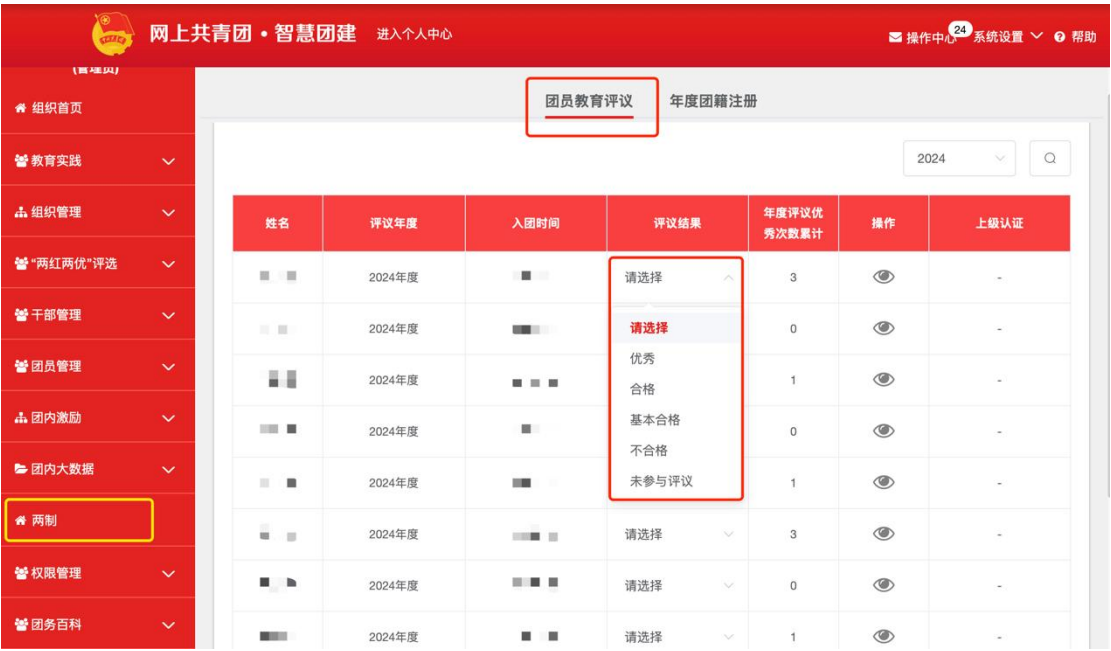 网上共青团·智慧团建 进入个人中心 操作中心 24 系统设置 帮助
(管理员)
组织首页
教育实践
组织管理
“两红两优”评选
干部管理
团员管理
团内激励
团内大数据
两制
权限管理
团务百科
团员教育评议 年度团籍注册
2024
姓名 评议年度 入团时间 评议结果 年度评议优秀次数累计 操作 上级认证
2024年度 请选择 3 -
2024年度 0 -
2024年度 1 -
2024年度 0 -
2024年度 1 -
请选择
优秀
合格
基本合格
不合格
未参与评议
2024年度 请选择 3 -
2024年度 请选择 0 -
2024年度 请选择 1 -